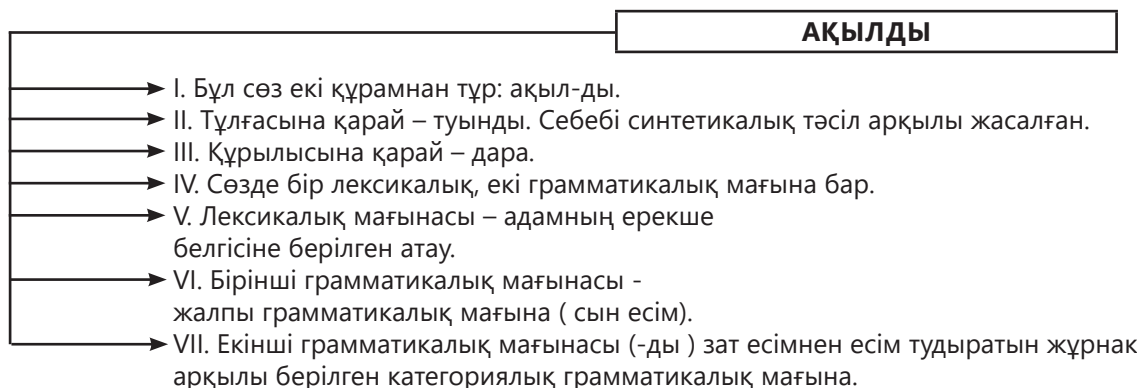 АҚЫЛДЫ
I. Бұл сөз екі құрамнан тұр: ақыл-ды.
II. Тұлғасына қарай – туынды. Себебі синтетикалық тәсіл арқылы жасалған.
III. Құрылысына қарай – дара.
IV. Сөзде бір лексикалық, екі грамматикалық мағына бар.
V. Лексикалық мағынасы – адамның ерекше
белгісіне берілген атау.
VI. Бірінші грамматикалық мағынасы -
жалпы грамматикалық мағына ( сын есім).
VII. Екінші грамматикалық мағынасы (-ды ) зат есімнен есім тудыратын жұрнак
арқылы берілген категориялық грамматикалық мағына.